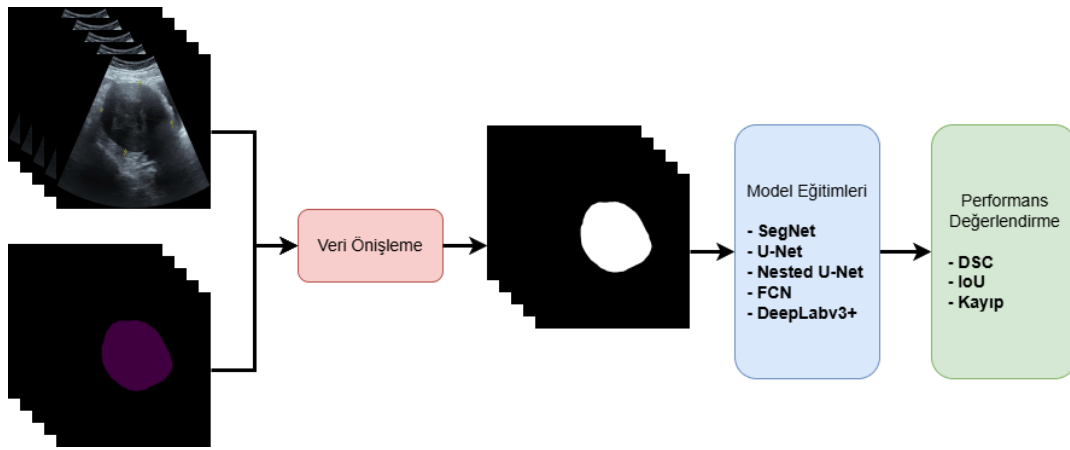 Veri Önişleme
Model Eğitimleri
- SegNet
- U-Net
- Nested U-Net
- FCN
- DeepLabv3+
Performans
Değerlendirme
- DSC
- IoU
- Kayıp